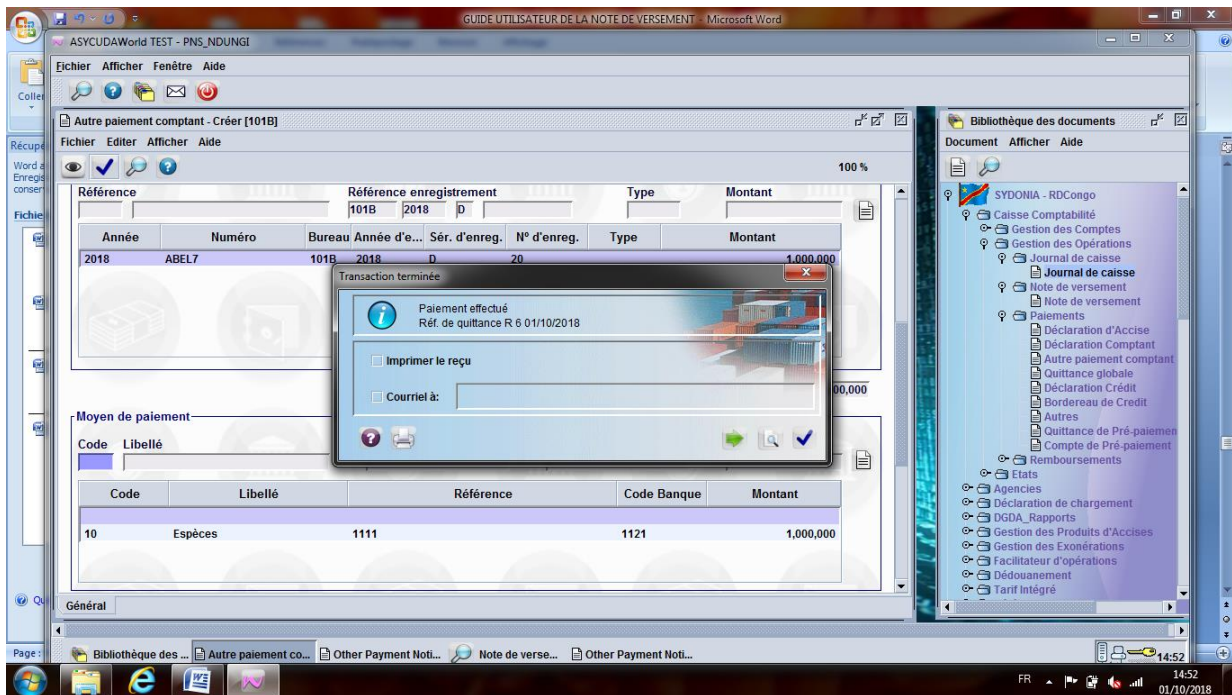 GUIDE UTILISATEUR DE LA NOTE DE VERSEMENT - Microsoft Word
ASYCUDAWorld TEST - PNS_NDUNGI
Fichier Afficher Fenêtre Aide
Coller
Autre paiement comptant - Créer [101B]
Fichier Editer Afficher Aide
100 %
Référence Référence enregistrement Type Montant
101B 2018 D
Année Numéro Bureau Année d'e... Sér. d'enreg. N° d'enreg. Type Montant
2018 ABEL7 101B 2018 D 20 1,000,000
Transaction terminée
Paiement effectué
Réf. de quittance R 6 01/10/2018
Imprimer le reçu
Courriel à:
Moyen de paiement
Code Libellé
Code Libellé Référence Code Banque Montant
10 Espèces 1111 1121 1,000,000
Général
Bibliothèque des documents
Document Afficher Aide
SYDONIA - RDCongo
Caisse Comptabilité
Gestion des Comptes
Gestion des Opérations
Journal de caisse
Journal de caisse
Note de versement
Note de versement
Paiements
Déclaration d'Accise
Déclaration Comptant
Autre paiement comptant
Quittance globale
Déclaration Crédit
Bordereau de Credit
Autres
Quittance de Pré-paiemen
Compte de Pré-paiement
Remboursements
Etats
Agencies
Déclaration de chargement
DGDA_Rapports
Gestion des Produits d'Accises
Gestion des Exonérations
Facilitateur d'opérations
Dédouanement
Tarif Intégré
Bibliothèque des ... Autre paiement co... Other Payment Noti... Note de verse... Other Payment Noti... 14:52
Page :
FR 14:52
01/10/2018